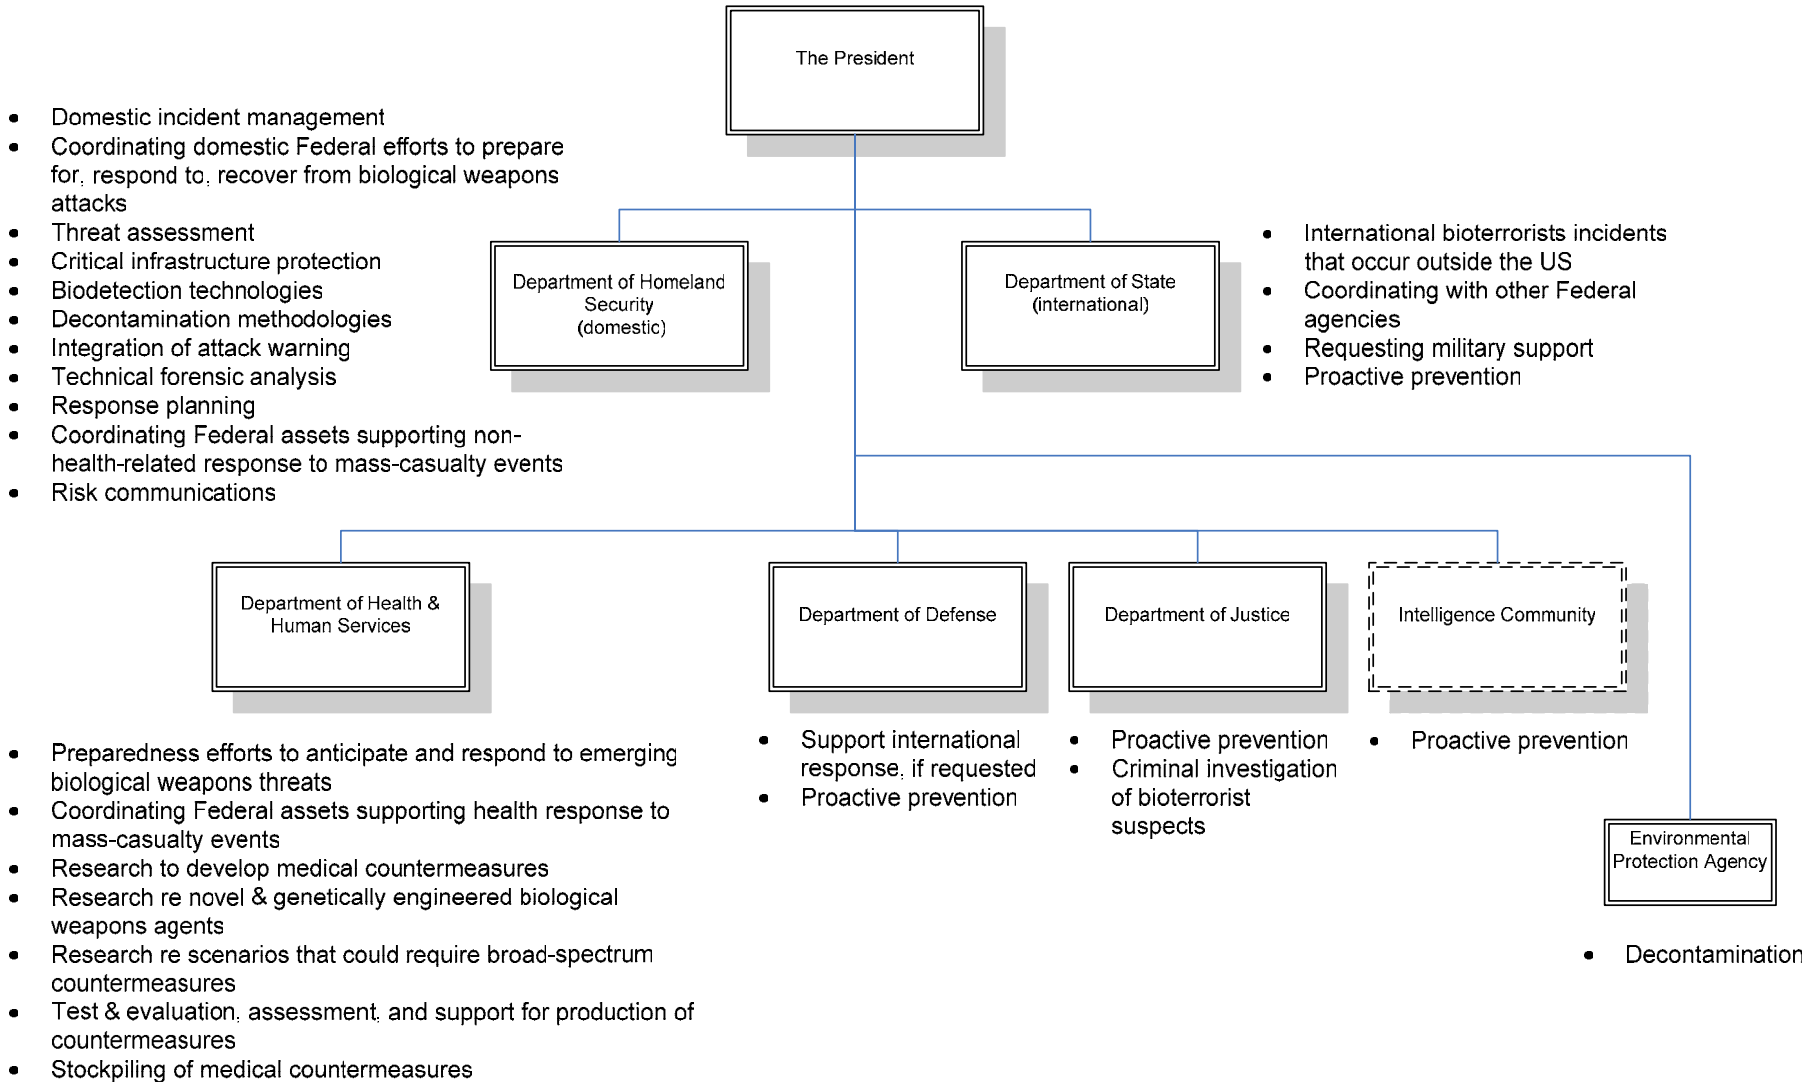 The President
• Domestic incident management
• Coordinating domestic Federal efforts to prepare
for, respond to, recover from biological weapons
attacks
• Threat assessment
• Critical infrastructure protection
• Biodetection technologies
• Decontamination methodologies
• Integration of attack warning
• Technical forensic analysis
• Response planning
• Coordinating Federal assets supporting non-
health-related response to mass-casualty events
• Risk communications
Department of Homeland
Security
(domestic)
Department of State
(international)
• International bioterrorists incidents
that occur outside the US
• Coordinating with other Federal
agencies
• Requesting military support
• Proactive prevention
Department of Health &
Human Services
Department of Defense
Department of Justice
Intelligence Community
• Preparedness efforts to anticipate and respond to emerging
biological weapons threats
• Coordinating Federal assets supporting health response to
mass-casualty events
• Research to develop medical countermeasures
• Research re novel & genetically engineered biological
weapons agents
• Research re scenarios that could require broad-spectrum
countermeasures
• Test & evaluation, assessment, and support for production of
countermeasures
• Stockpiling of medical countermeasures
• Support international
response, if requested
• Proactive prevention
• Proactive prevention
• Criminal investigation
of bioterrorist
suspects
• Proactive prevention
Environmental
Protection Agency
• Decontamination